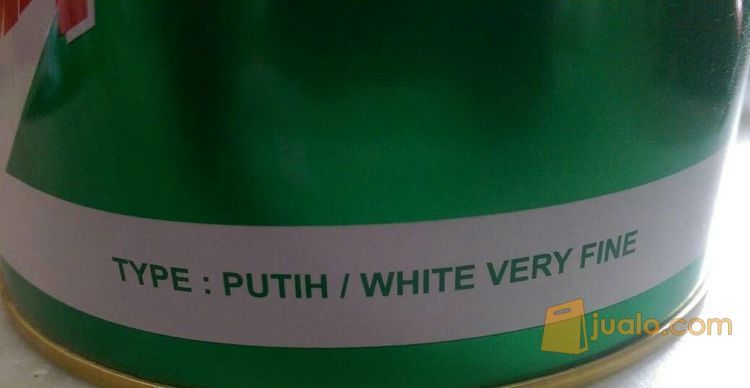 TYPE : PUTIH / WHITE VERY FINE
jualo.com